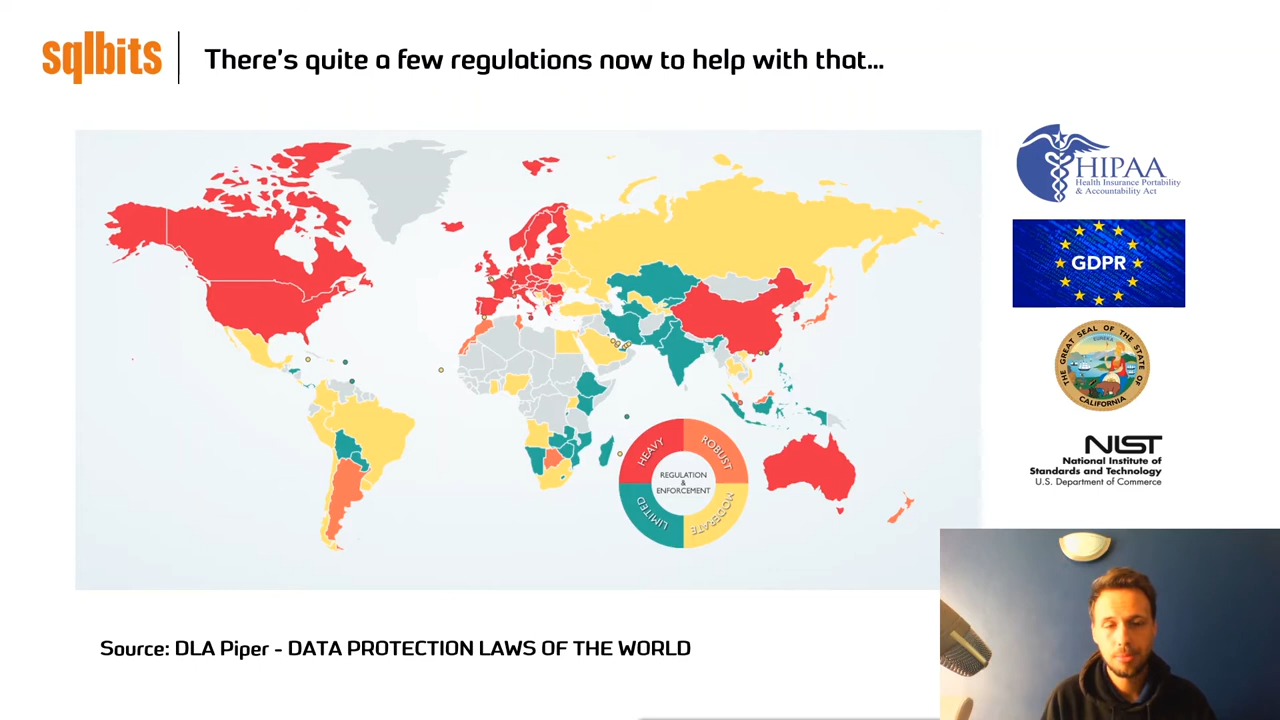 sqlbits
There's quite a few regulations now to help with that...
HIPAA
Health Insurance Portability
& Accountability Act
GDPR
THE GREAT SEAL OF THE STATE OF CALIFORNIA
EUREKA
NIST
National Institute of
Standards and Technology
U.S. Department of Commerce
HEAVY
ROBUST
REGULATION
&
ENFORCEMENT
LIMITED
MODERATE
Source: DLA Piper - DATA PROTECTION LAWS OF THE WORLD